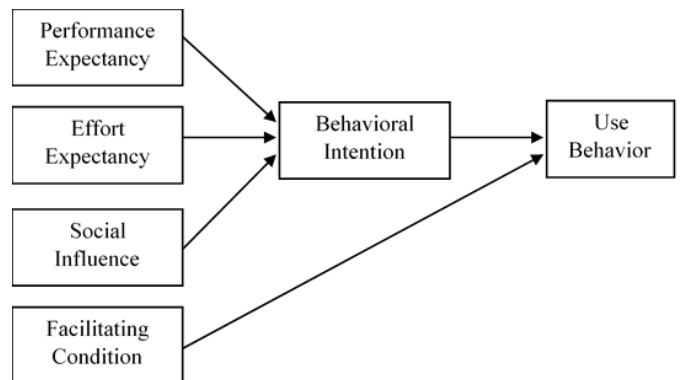 Performance
Expectancy
Effort
Expectancy
Social
Influence
Facilitating
Condition
Behavioral
Intention
Use
Behavior